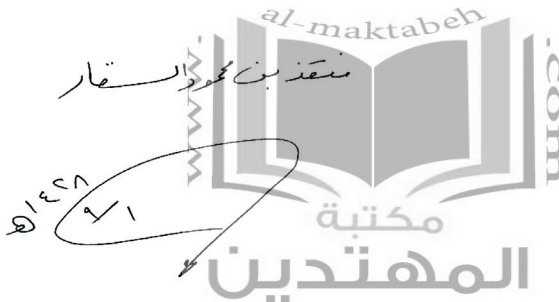 www.al-maktabeh.com
منقذ بن محمود السقار
١/٩
١٤٢٨هـ
مكتبة
المهتدين